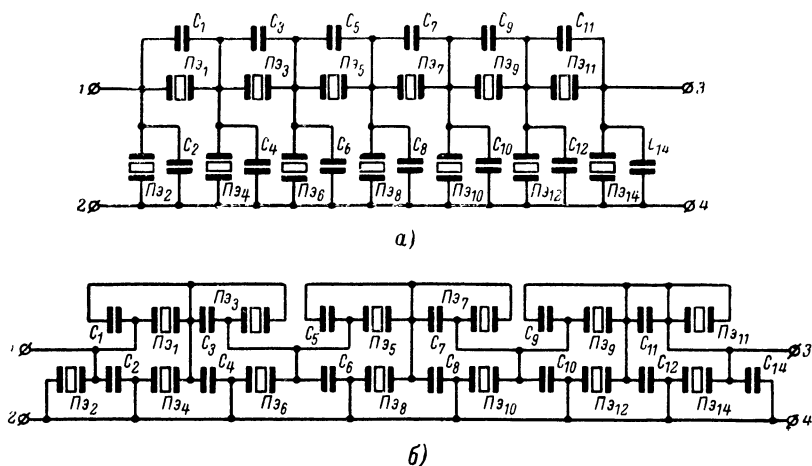 C1 C3 C5 C7 C9 C11
Пэ1 Пэ3 Пэ5 Пэ7 Пэ9 Пэ11
1 3
C2 C4 C6 C8 C10 C12 C14
Пэ2 Пэ4 Пэ6 Пэ8 Пэ10 Пэ12 Пэ14
2 4
а)
Пэ3 Пэ7
C1 Пэ1 C3 C5 Пэ5 C7 C9 Пэ9 C11 Пэ11
1 3
C2 C4 C6 C8 C10 C12 C14
Пэ2 Пэ4 Пэ6 Пэ8 Пэ10 Пэ12 Пэ14
2 4
б)